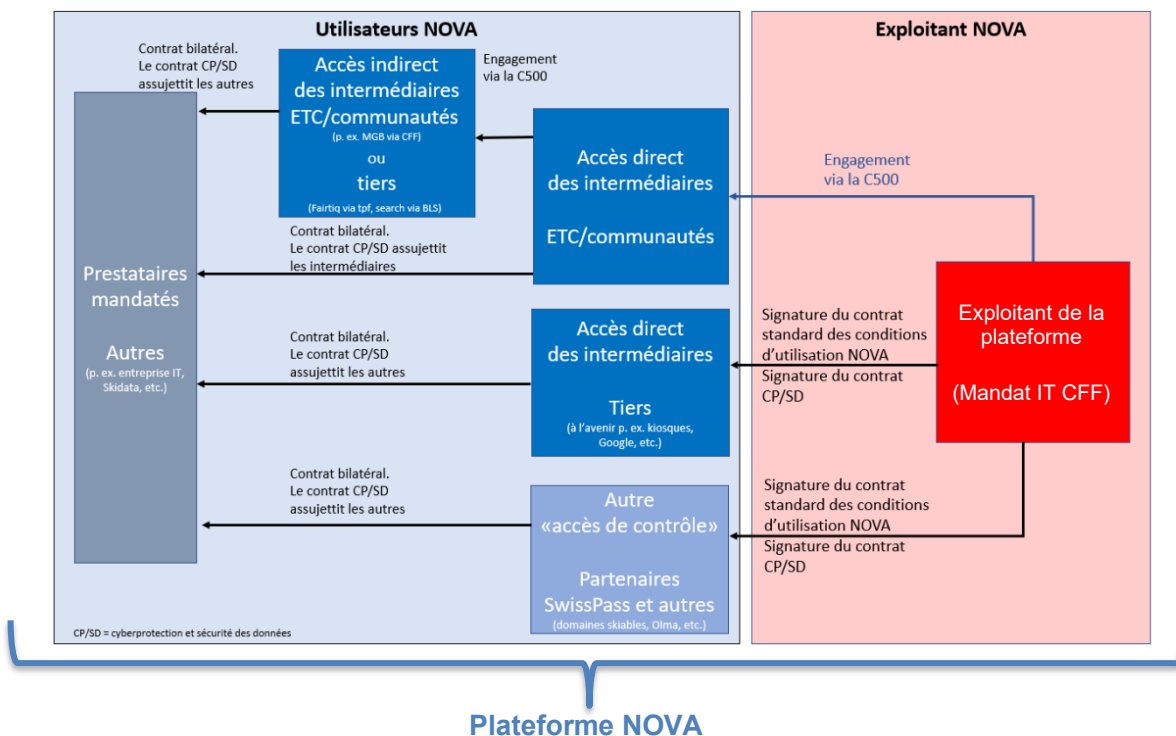 Utilisateurs NOVA
Exploitant NOVA
Contrat bilatéral.
Le contrat CP/SD
assujettit les autres
Accès indirect
des intermédiaires
ETC/communautés
(p. ex. MGB via CFF)
ou
tiers
(Fairtiq via tpf, search via BLS)
Engagement
via la C500
Accès direct
des intermédiaires
ETC/communautés
Engagement
via la C500
Contrat bilatéral.
Le contrat CP/SD assujettit
les intermédiaires
Prestataires
mandatés
Autres
(p. ex. entreprise IT,
Skidata, etc.)
Exploitant de la
plateforme
(Mandat IT CFF)
Contrat bilatéral.
Le contrat CP/SD
assujettit les autres
Accès direct
des intermédiaires
Tiers
(à l’avenir p. ex. kiosques,
Google, etc.)
Signature du contrat
standard des conditions
d’utilisation NOVA
Signature du contrat
CP/SD
Contrat bilatéral.
Le contrat CP/SD
assujettit les autres
Autre
«accès de contrôle»
Partenaires
SwissPass et autres
(domaines skiables, Olma, etc.)
Signature du contrat
standard des conditions
d’utilisation NOVA
Signature du contrat
CP/SD
CP/SD = cyberprotection et sécurité des données
Plateforme NOVA